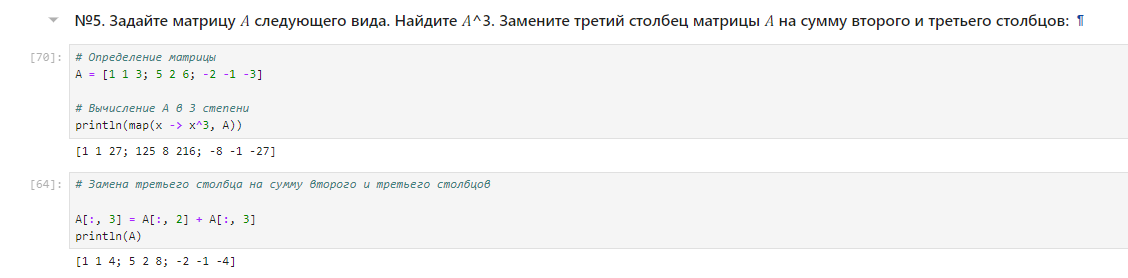 №5. Задайте матрицу A следующего вида. Найдите A^3. Замените третий столбец матрицы A на сумму второго и третьего столбцов: ¶
[70]:
# Определение матрицы
A = [1 1 3; 5 2 6; -2 -1 -3]
# Вычисление A в 3 степени
println(map(x -> x^3, A))
[1 1 27; 125 8 216; -8 -1 -27]
[64]:
# Замена третьего столбца на сумму второго и третьего столбцов
A[:, 3] = A[:, 2] + A[:, 3]
println(A)
[1 1 4; 5 2 8; -2 -1 -4]